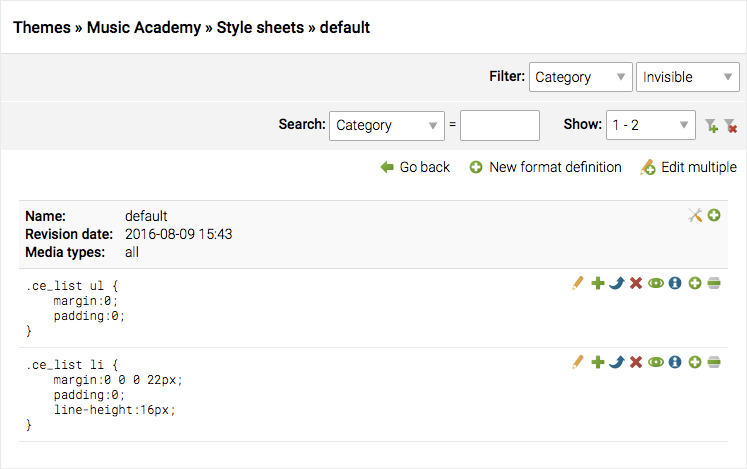 Themes » Music Academy » Style sheets » default
Filter: Category Invisible
Search: Category = Show: 1 - 2
Go back New format definition Edit multiple
Name: default
Revision date: 2016-08-09 15:43
Media types: all
.ce_list ul {
margin:0;
padding:0;
}
.ce_list li {
margin:0 0 0 22px;
padding:0;
line-height:16px;
}